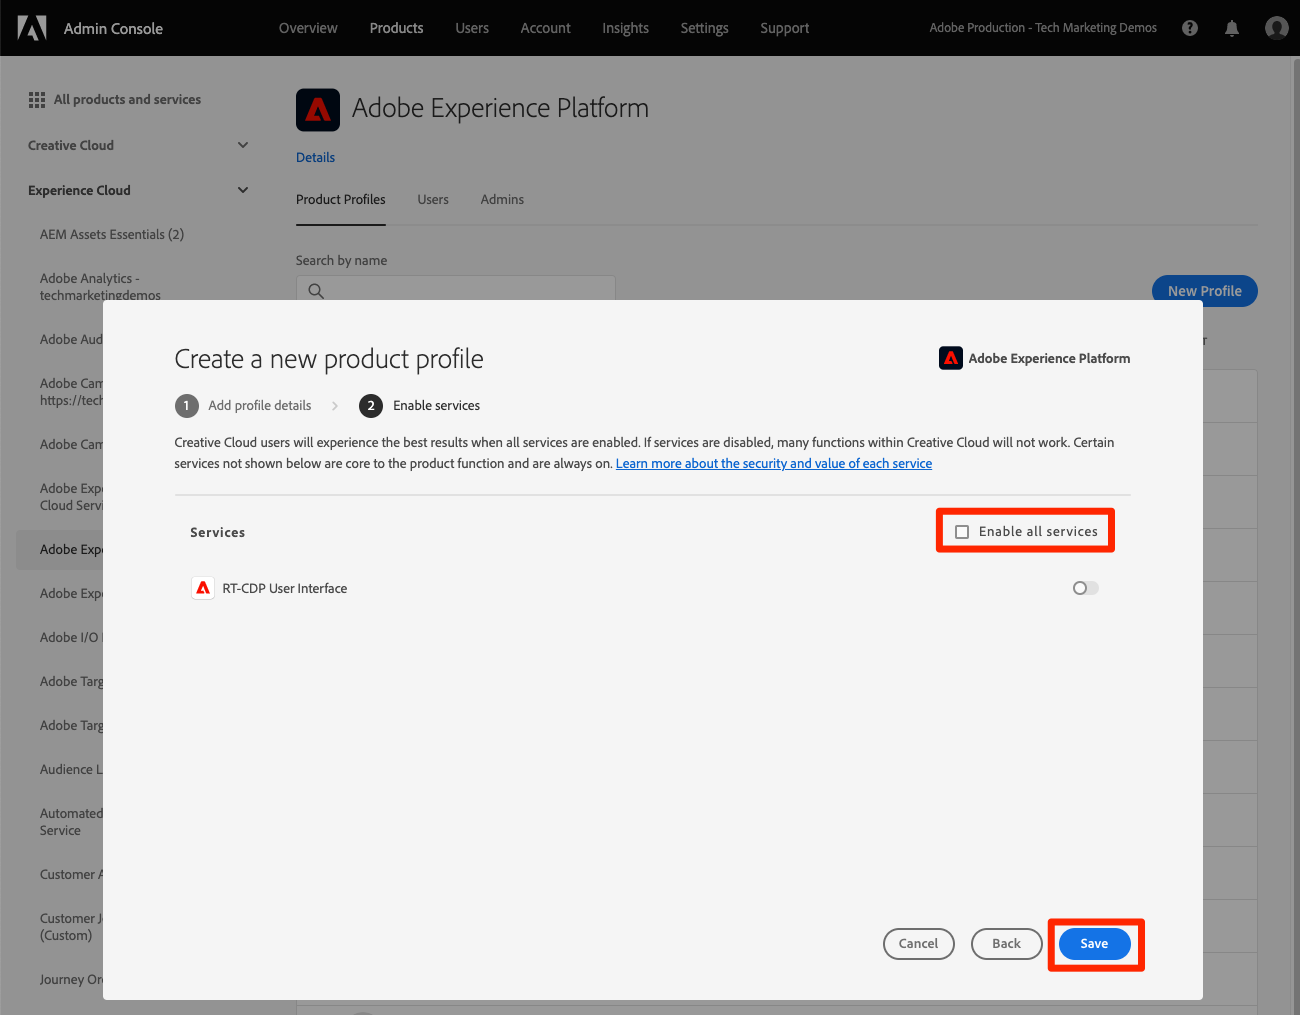 Admin Console
Overview
Products
Users
Account
Insights
Settings
Support
Adobe Production - Tech Marketing Demos
All products and services
Creative Cloud
Experience Cloud
AEM Assets Essentials (2)
Adobe Analytics -
techmarketingdemos
Adobe Aud
Adobe Cam
https://tech
Adobe Cam
Adobe Expe
Cloud Servi
Adobe Expe
Adobe Expe
Adobe I/O
Adobe Targ
Adobe Targ
Audience L
Automated
Service
Customer A
Customer Jo
(Custom)
Journey Orc
Adobe Experience Platform
Details
Product Profiles
Users
Admins
Search by name
New Profile
r
Create a new product profile
Adobe Experience Platform
1 Add profile details
2 Enable services
Creative Cloud users will experience the best results when all services are enabled. If services are disabled, many functions within Creative Cloud will not work. Certain
services not shown below are core to the product function and are always on. Learn more about the security and value of each service
Services
Enable all services
RT-CDP User Interface
Cancel
Back
Save